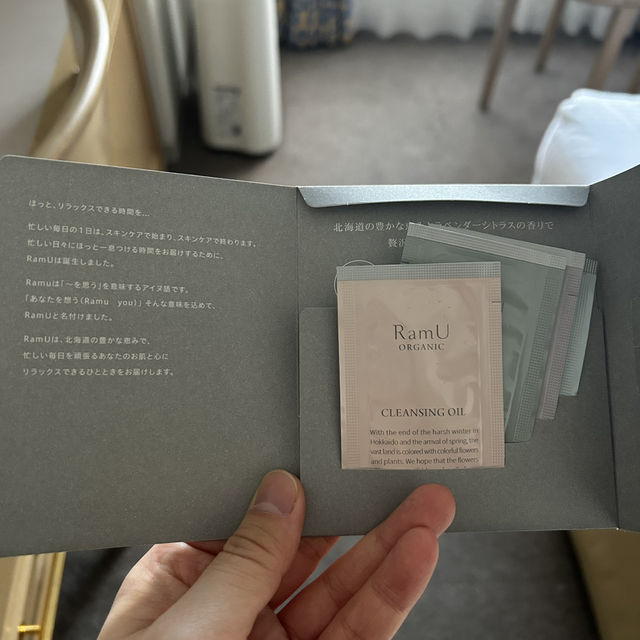 ほっと、リラックスできる時間を...
忙しい毎日の1日は、スキンケアで始まり、スキンケアで終わります。
忙しい日々にほっと一息つける時間をお届けするために、
RamUは誕生しました。
Ramuは「〜を思う」を意味するアイヌ語です。
「あなたを想う(Ramu you)」そんな意味を込めて、
RamUと名付けました。
RamUは、北海道の豊かな恵みで、
忙しい毎日を頑張るあなたのお肌と心に
リラックスできるひとときをお届けします。
北海道の豊かな
ベンダーシトラスの香りで
贅沢
RamU
ORGANIC
CLEANSING OIL
With the end of the harsh winter in
Hokkaido and the arrival of spring, the
vast land is colored with colorful flowers
and plants. We hope that the flowers